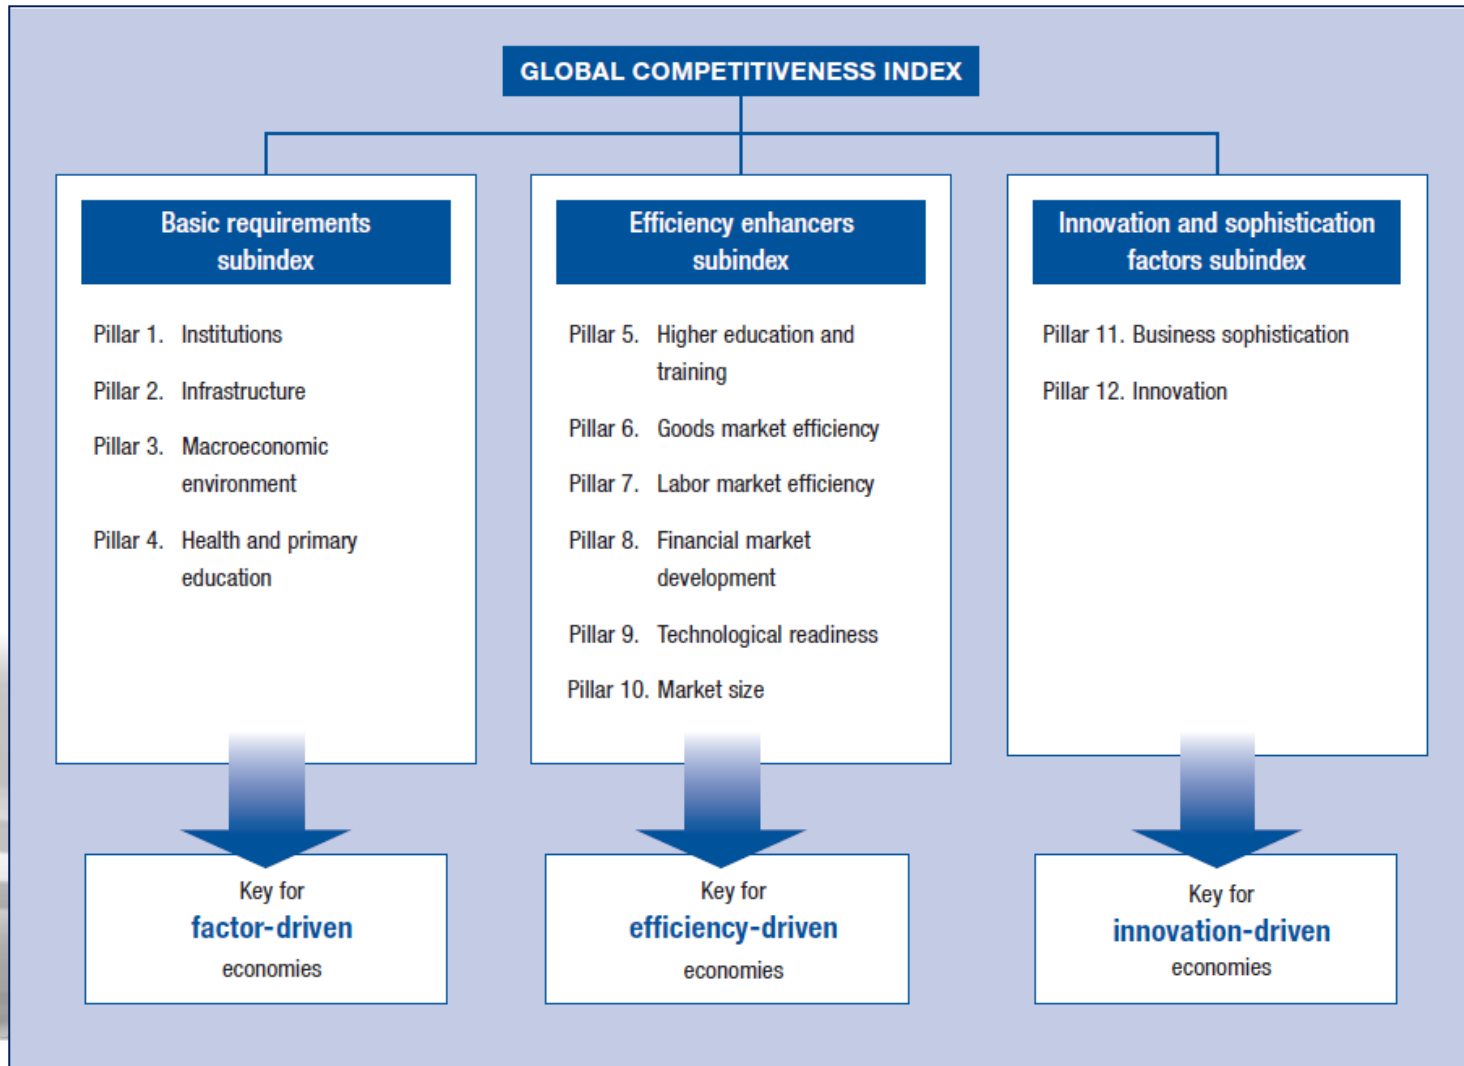 GLOBAL COMPETITIVENESS INDEX
Basic requirements
subindex
Pillar 1. Institutions
Pillar 2. Infrastructure
Pillar 3. Macroeconomic
environment
Pillar 4. Health and primary
education
Key for
factor-driven
economies
Efficiency enhancers
subindex
Pillar 5. Higher education and
training
Pillar 6. Goods market efficiency
Pillar 7. Labor market efficiency
Pillar 8. Financial market
development
Pillar 9. Technological readiness
Pillar 10. Market size
Key for
efficiency-driven
economies
Innovation and sophistication
factors subindex
Pillar 11. Business sophistication
Pillar 12. Innovation
Key for
innovation-driven
economies